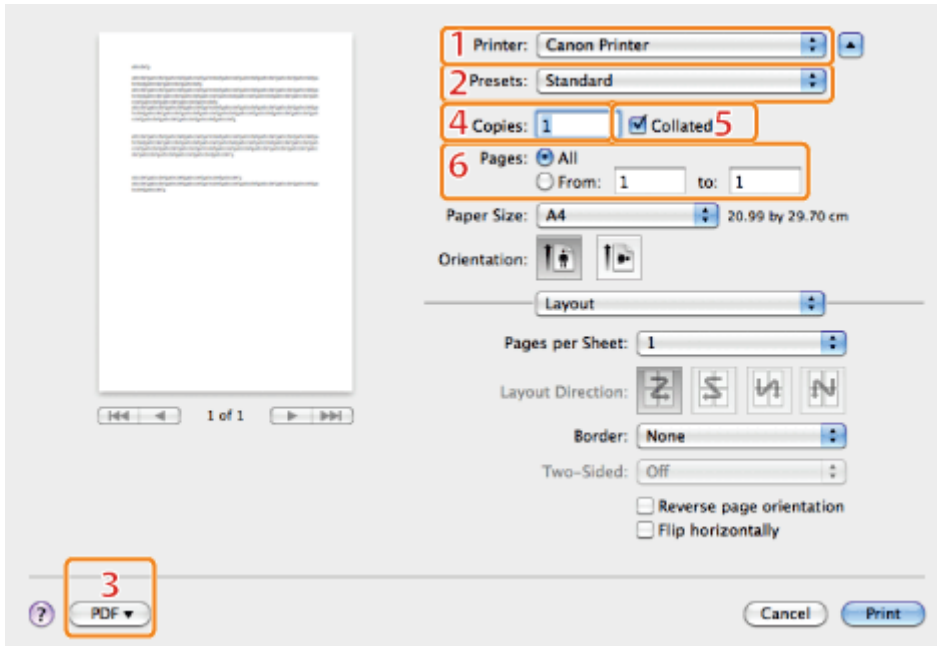 1 Printer: Canon Printer
2 Presets: Standard
4 Copies: 1 Collated 5
6 Pages: All
From: 1 to: 1
Paper Size: A4 20.99 by 29.70 cm
Orientation:
Layout
Pages per Sheet: 1
Layout Direction:
1 of 1
Border: None
Two-Sided: Off
Reverse page orientation
Flip horizontally
3
? PDF Cancel Print